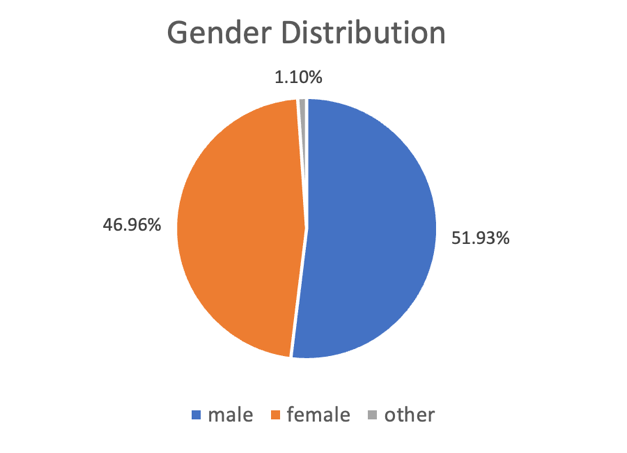 Gender Distribution
1.10%
46.96%
51.93%
male female other